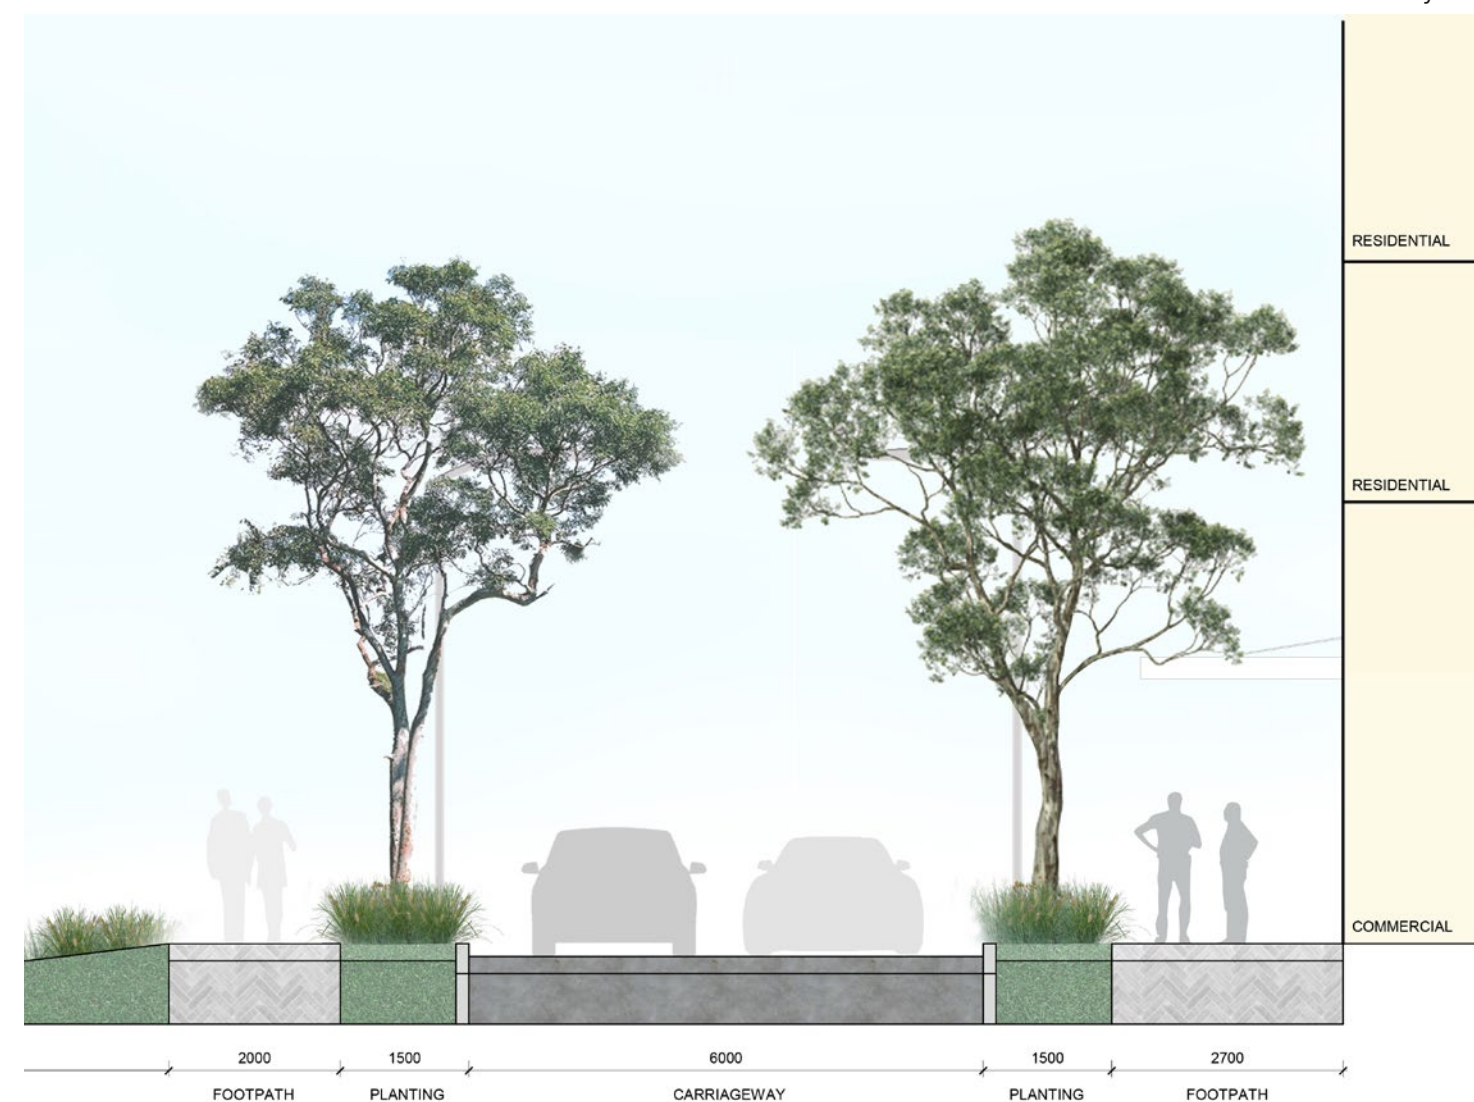 RESIDENTIAL
RESIDENTIAL
COMMERCIAL
2000 1500 6000 1500 2700
FOOTPATH PLANTING CARRIAGEWAY PLANTING FOOTPATH